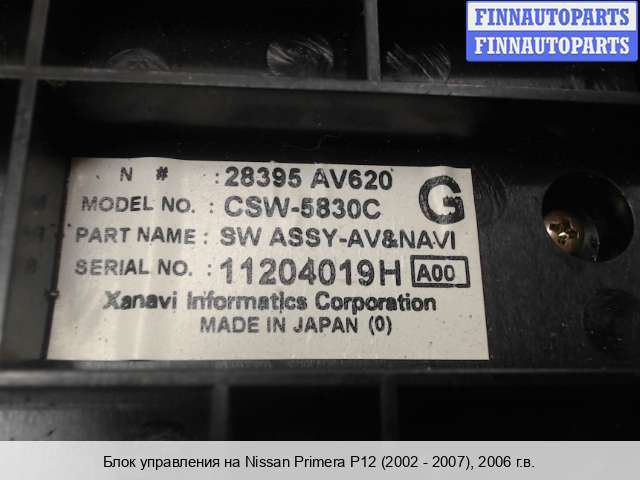 FINNAUTOPARTS
FINNAUTOPARTS
N # : 28395 AV620
G
MODEL NO. : CSW-5830C
PART NAME : SW ASSY-AV&NAVI
SERIAL NO. : 11204019H A00
Xanavi Informatics Corporation
MADE IN JAPAN (0)
Блок управления на Nissan Primera P12 (2002 - 2007), 2006 г.в.